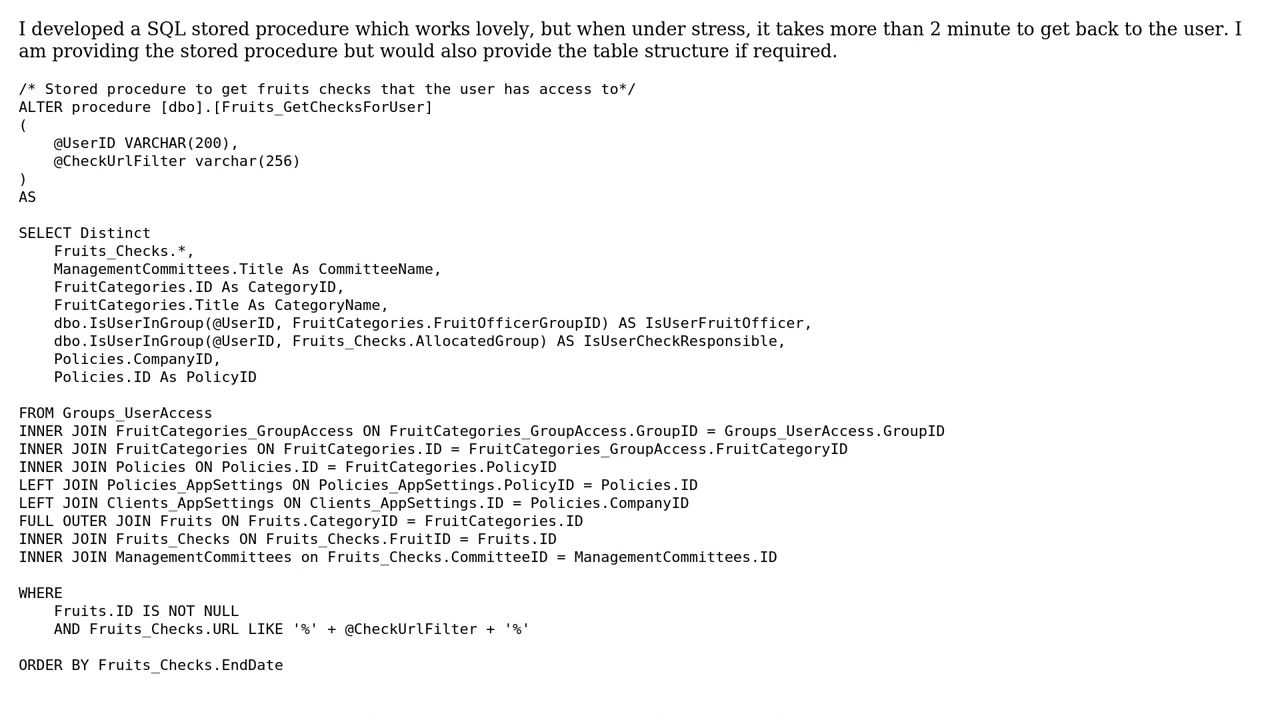 I developed a SQL stored procedure which works lovely, but when under stress, it takes more than 2 minute to get back to the user. I
am providing the stored procedure but would also provide the table structure if required.
/* Stored procedure to get fruits checks that the user has access to*/
ALTER procedure [dbo].[Fruits_GetChecksForUser]
(
    @UserID VARCHAR(200),
    @CheckUrlFilter varchar(256)
)
AS
SELECT Distinct
    Fruits_Checks.*,
    ManagementCommittees.Title As CommitteeName,
    FruitCategories.ID As CategoryID,
    FruitCategories.Title As CategoryName,
    dbo.IsUserInGroup(@UserID, FruitCategories.FruitOfficerGroupID) AS IsUserFruitOfficer,
    dbo.IsUserInGroup(@UserID, Fruits_Checks.AllocatedGroup) AS IsUserCheckResponsible,
    Policies.CompanyID,
    Policies.ID As PolicyID
FROM Groups_UserAccess
INNER JOIN FruitCategories_GroupAccess ON FruitCategories_GroupAccess.GroupID = Groups_UserAccess.GroupID
INNER JOIN FruitCategories ON FruitCategories.ID = FruitCategories_GroupAccess.FruitCategoryID
INNER JOIN Policies ON Policies.ID = FruitCategories.PolicyID
LEFT JOIN Policies_AppSettings ON Policies_AppSettings.PolicyID = Policies.ID
LEFT JOIN Clients_AppSettings ON Clients_AppSettings.ID = Policies.CompanyID
FULL OUTER JOIN Fruits ON Fruits.CategoryID = FruitCategories.ID
INNER JOIN Fruits_Checks ON Fruits_Checks.FruitID = Fruits.ID
INNER JOIN ManagementCommittees on Fruits_Checks.CommitteeID = ManagementCommittees.ID
WHERE
    Fruits.ID IS NOT NULL
    AND Fruits_Checks.URL LIKE '%' + @CheckUrlFilter + '%'
ORDER BY Fruits_Checks.EndDate